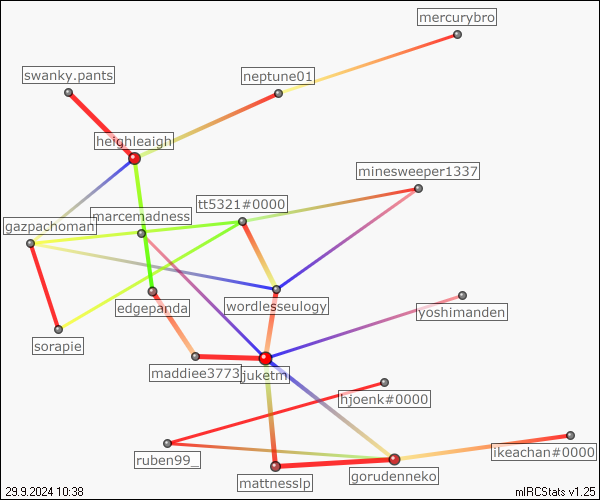 mercurybro
swanky.pants
neptune01
heighleaigh
minesweeper1337
tt5321#0000
marcemadness
gazpachoman
edgepanda
wordlesseulogy
yoshimanden
sorapie
maddiee3773
juketm
hjoenk#0000
ruben99_
ikeachan#0000
gorudenneko
mattnesslp
29.9.2024 10:38
mIRCStats v1.25